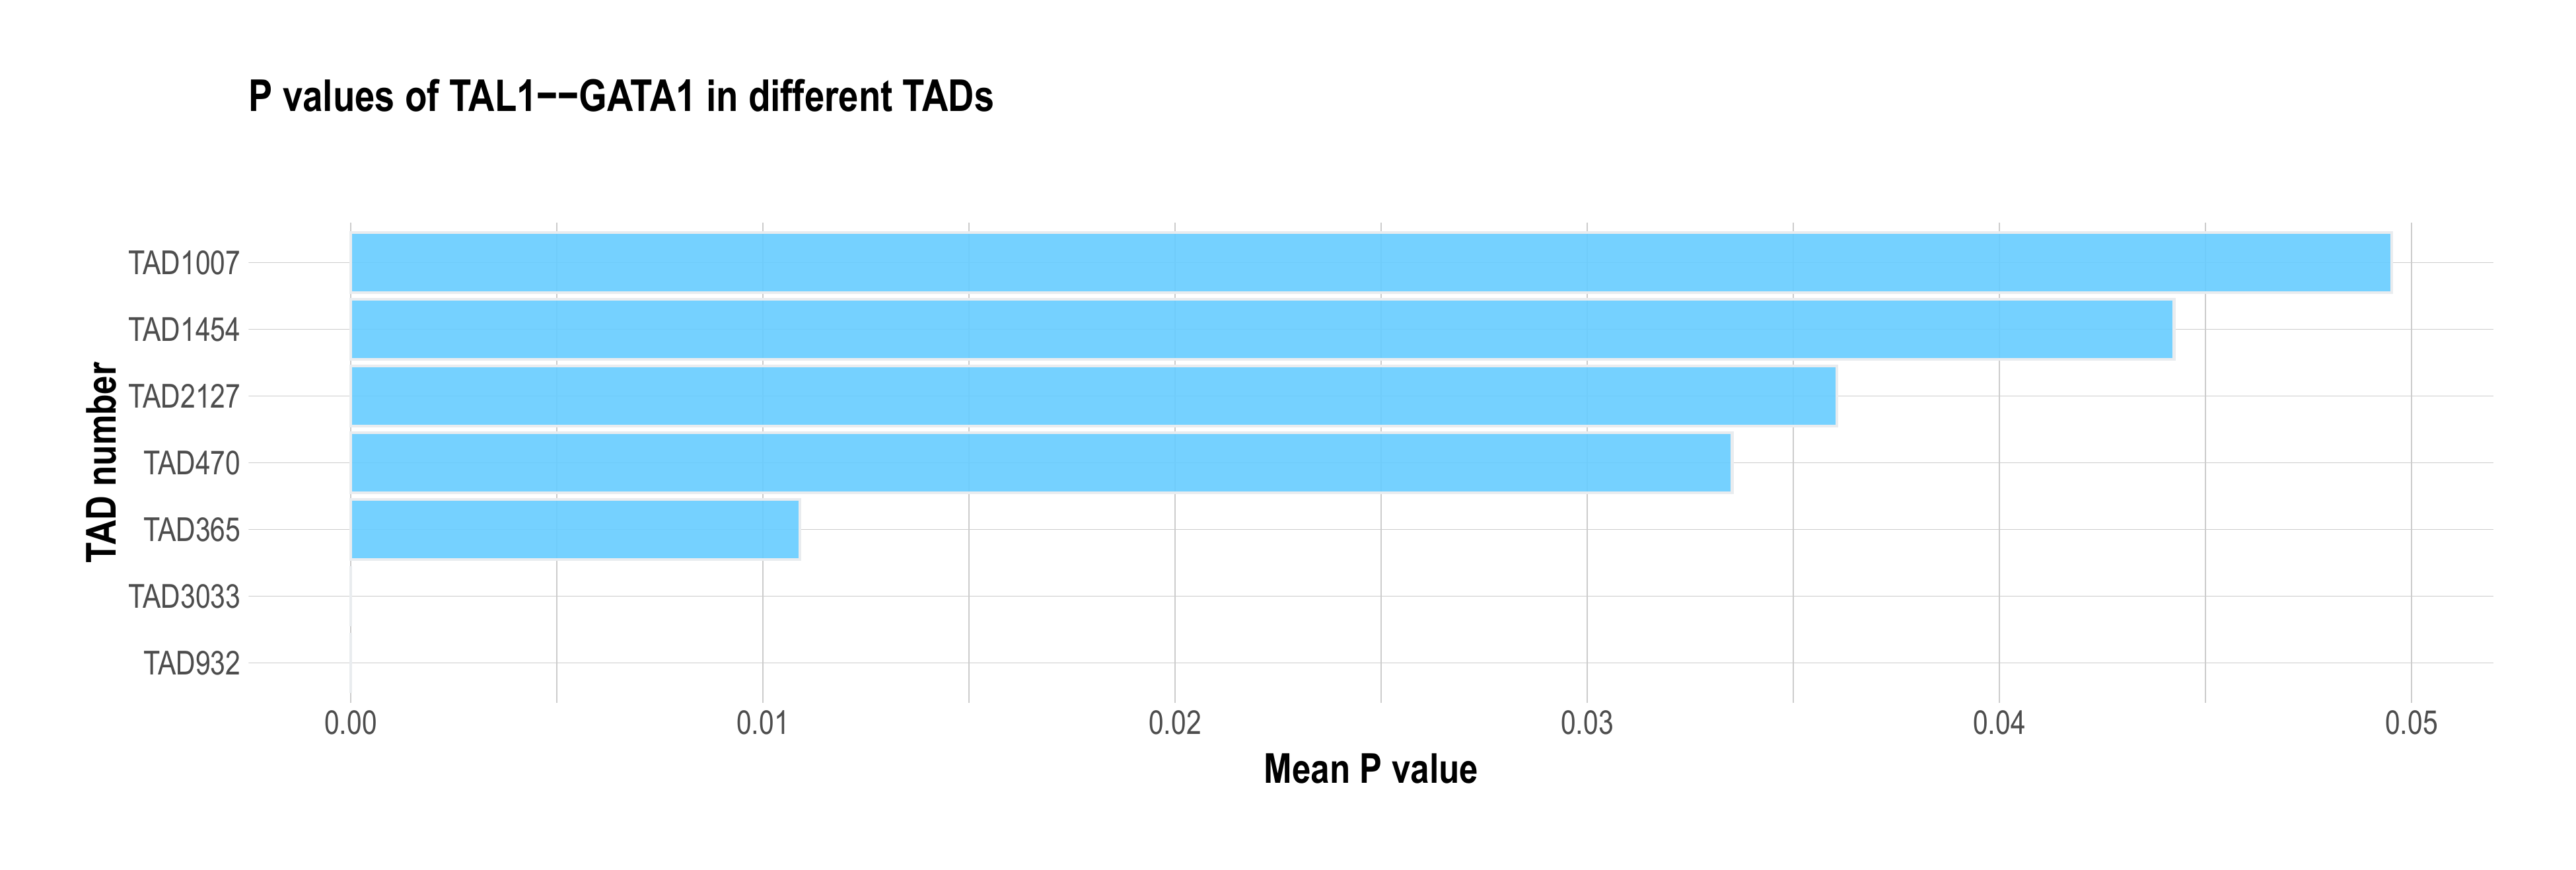 P values of TAL1−−GATA1 in different TADs
TAD number
TAD1007
TAD1454
TAD2127
TAD470
TAD365
TAD3033
TAD932
0.00 0.01 0.02 0.03 0.04 0.05
Mean P value